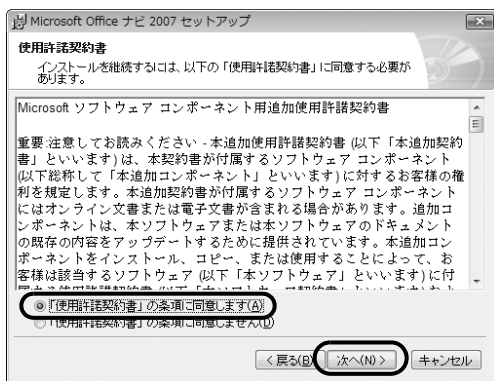 Microsoft Office ナビ 2007 セットアップ
使用許諾契約書
インストールを継続するには、以下の「使用許諾契約書」に同意する必要が
あります。
Microsoft ソフトウェア コンポーネント用追加使用許諾契約書
重要:注意してお読みください - 本追加使用許諾契約書 (以下「本追加契約
書」といいます) は、本契約書が付属するソフトウェア コンポーネント
(以下総称して「本追加コンポーネント」といいます) に対するお客様の権
利を規定します。本追加契約書が付属するソフトウェア コンポーネント
にはオンライン文書または電子文書が含まれる場合があります。追加コ
ンポーネントは、本ソフトウェアまたは本ソフトウェアのドキュメント
の既存の内容をアップデートするために提供されています。本追加コン
ポーネントをインストール、コピー、または使用することによって、お
客様は該当するソフトウェア (以下「本ソフトウェア」といいます) に付
「使用許諾契約書」の条項に同意します(A)
「使用許諾契約書」の条項に同意しません(D)
< 戻る(B)
次へ(N) >
キャンセル